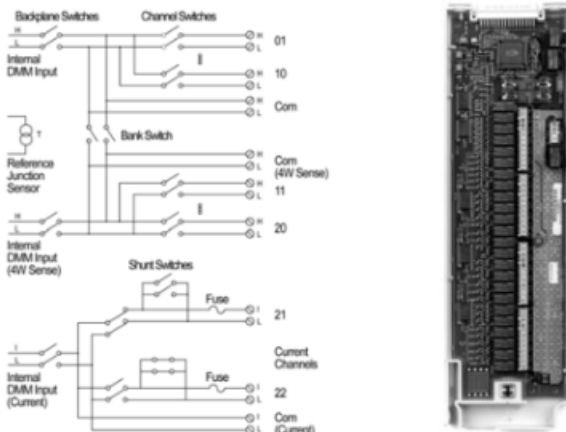 Backplane Switches
Channel Switches
H
L
Internal
DMM Input
H
L
01
H
L
10
H
L
Com
T
Reference
Junction
Sensor
Bank Switch
H
L
Com
(4W Sense)
H
L
11
H
L
20
H
L
Internal
DMM Input
(4W Sense)
Shunt Switches
Fuse
I
L
21
I
L
Internal
DMM Input
(Current)
Current
Channels
Fuse
I
L
22
I
L
Com
(Current)